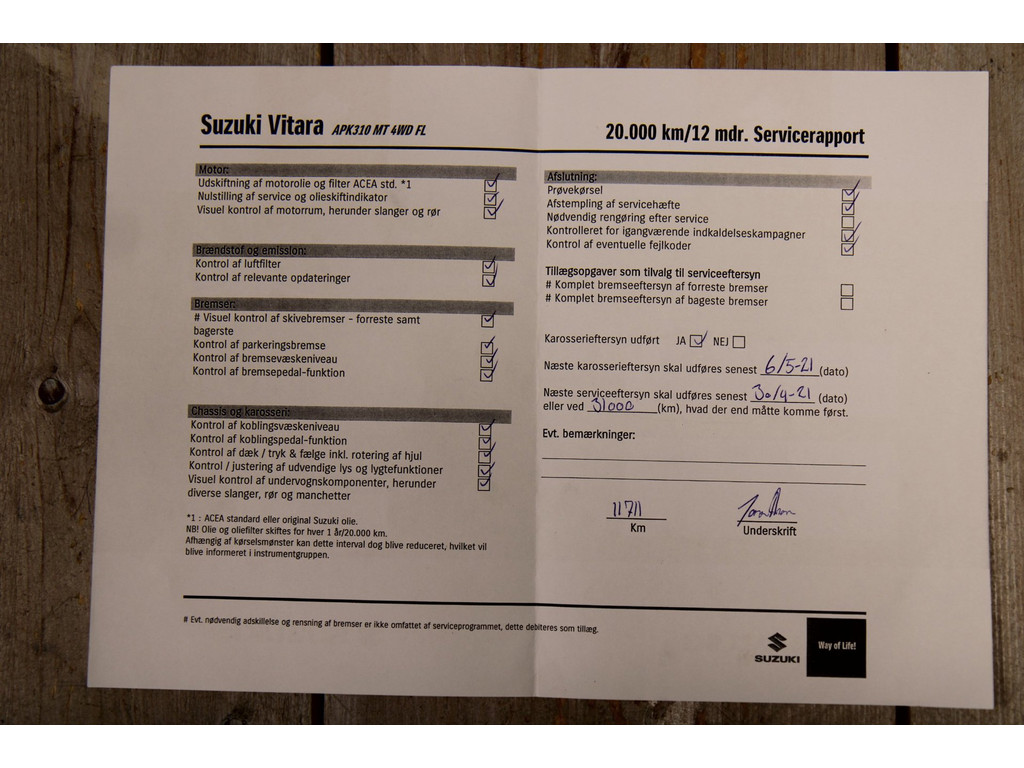 Suzuki Vitara APK310 MT 4WD FL
Motor:
Udskiftning af motorolie og filter ACEA std. *1
Nulstilling af service og olieskiftindikator
Visuel kontrol af motorrum, herunder slanger og rør
Brændstof og emission:
Kontrol af luftfilter
Kontrol af relevante opdateringer
Bremser:
# Visuel kontrol af skivebremser - forreste samt
bagerste
Kontrol af parkeringsbremse
Kontrol af bremsevæskeniveau
Kontrol af bremsepedal-funktion
Chassis og karosseri:
Kontrol af koblingsvæskeniveau
Kontrol af koblingspedal-funktion
Kontrol af dæk / tryk & fælge inkl. rotering af hjul
Kontrol / justering af udvendige lys og lygtefunktioner
Visuel kontrol af undervognskomponenter, herunder
diverse slanger, rør og manchetter
*1 : ACEA standard eller original Suzuki olie.
NB! Olie og oliefilter skiftes for hver 1 år/20.000 km.
Afhængig af kørselsmønster kan dette interval dog blive reduceret, hvilket vil
blive informeret i instrumentgruppen.
20.000 km/12 mdr. Servicerapport
Afslutning:
Prøvekørsel
Afstempling af servicehæfte
Nødvendig rengøring efter service
Kontrolleret for igangværende indkaldelseskampagner
Kontrol af eventuelle fejlkoder
Tillægsopgaver som tilvalg til serviceeftersyn
# Komplet bremseeftersyn af forreste bremser
# Komplet bremseeftersyn af bageste bremser
Karosserieftersyn udført JA NEJ
Næste karosserieftersyn skal udføres senest 6/5-21 (dato)
Næste serviceeftersyn skal udføres senest 30/4-21 (dato)
eller ved 31000 (km), hvad der end måtte komme først.
Evt. bemærkninger:
11711
Km Underskrift
# Evt. nødvendig adskillelse og rensning af bremser er ikke omfattet af serviceprogrammet, dette debiteres som tillæg.
SUZUKI
Way of Life!